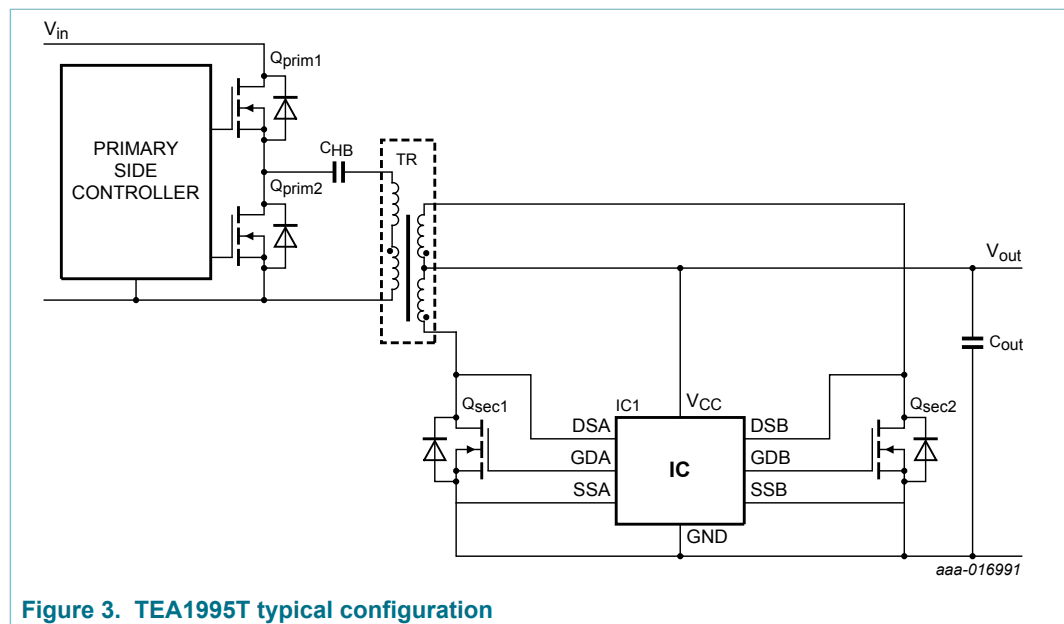 Vin
Qprim1
PRIMARY
SIDE
CONTROLLER
CHB
TR
Qprim2
Vout
Cout
Qsec1
IC1
VCC
Qsec2
DSA
DSB
GDA
IC
GDB
SSA
SSB
GND
aaa-016991
Figure 3. TEA1995T typical configuration